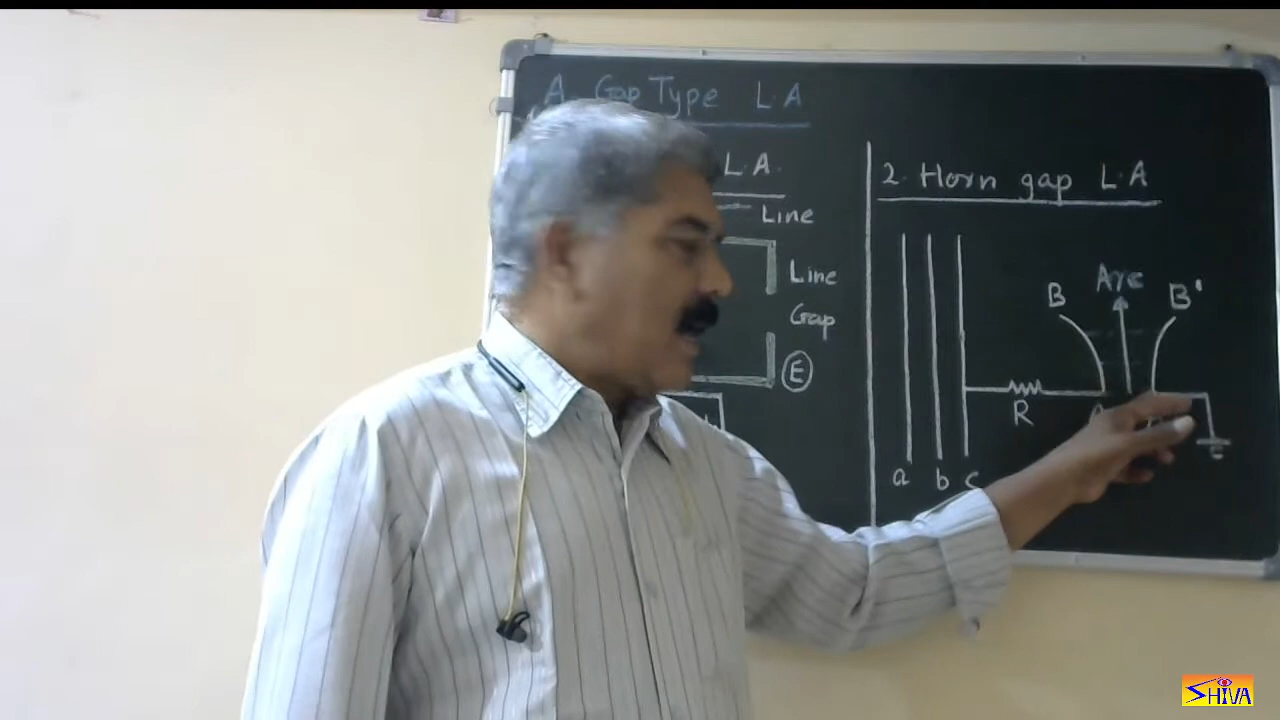 A. Gap Type L.A
L.A.
Line
Line
Gap
E
2. Horn gap L.A
Arc
B
B'
R
a b c
E
SHIVA